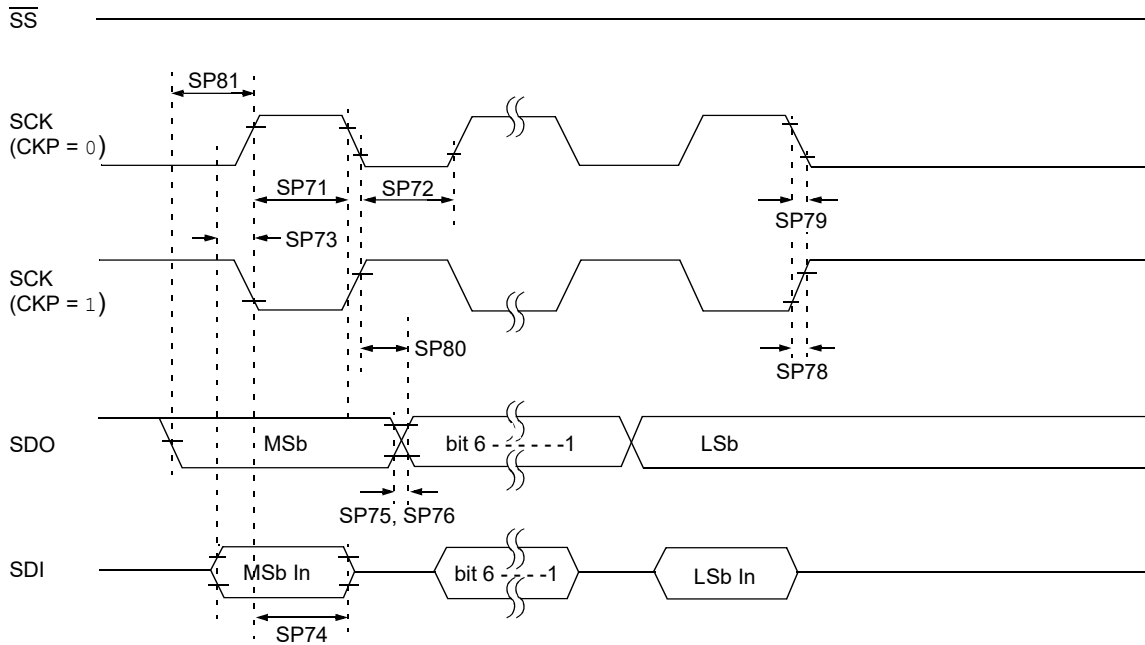 SS
SP81
SCK
(CKP = 0)
SP71
SP72
SP79
SP73
SCK
(CKP = 1)
SP80
SP78
SDO
MSb
bit 6 - - - - - - -1
LSb
SP75, SP76
SDI
MSb In
bit 6 - - - - -1
LSb In
SP74